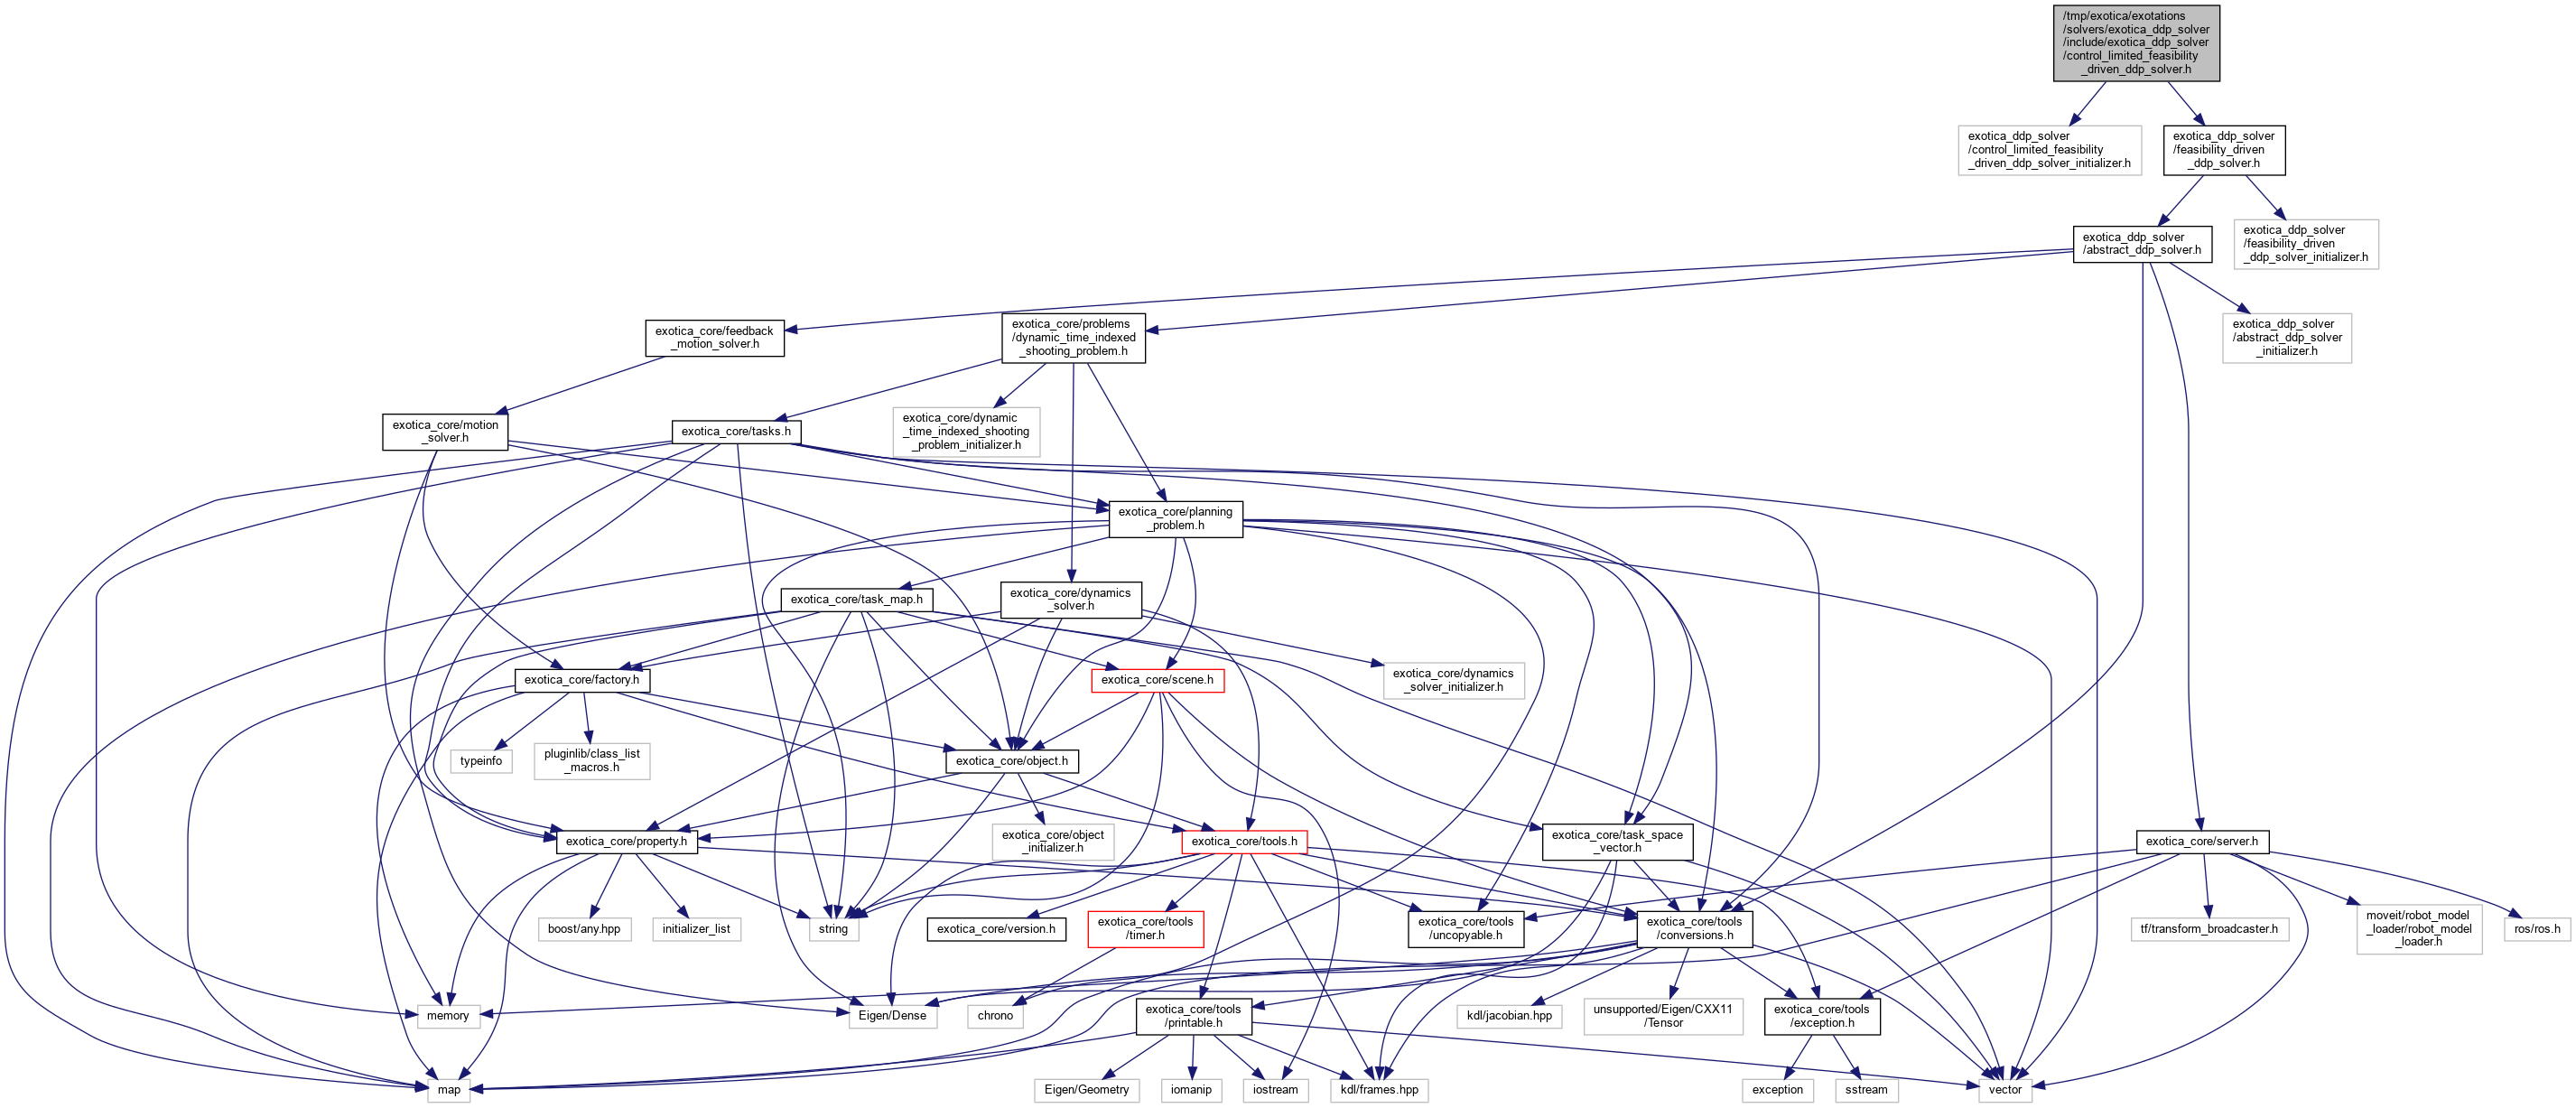 /tmp/exotica/exotations
/solvers/exotica_ddp_solver
/include/exotica_ddp_solver
/control_limited_feasibility
_driven_ddp_solver.h
exotica_ddp_solver
/control_limited_feasibility
_driven_ddp_solver_initializer.h
exotica_ddp_solver
/feasibility_driven
_ddp_solver.h
exotica_ddp_solver
/abstract_ddp_solver.h
exotica_ddp_solver
/feasibility_driven
_ddp_solver_initializer.h
exotica_core/feedback
_motion_solver.h
exotica_core/problems
/dynamic_time_indexed
_shooting_problem.h
exotica_ddp_solver
/abstract_ddp_solver
_initializer.h
exotica_core/motion
_solver.h
exotica_core/tasks.h
exotica_core/dynamic
_time_indexed_shooting
_problem_initializer.h
exotica_core/planning
_problem.h
exotica_core/task_map.h
exotica_core/dynamics
_solver.h
exotica_core/factory.h
exotica_core/scene.h
exotica_core/dynamics
_solver_initializer.h
typeinfo
pluginlib/class_list
_macros.h
exotica_core/object.h
exotica_core/property.h
exotica_core/object
_initializer.h
exotica_core/tools.h
exotica_core/task_space
_vector.h
exotica_core/server.h
boost/any.hpp
initializer_list
string
exotica_core/version.h
exotica_core/tools
/timer.h
exotica_core/tools
/uncopyable.h
exotica_core/tools
/conversions.h
tf/transform_broadcaster.h
moveit/robot_model
_loader/robot_model
_loader.h
ros/ros.h
memory
Eigen/Dense
chrono
exotica_core/tools
/printable.h
kdl/jacobian.hpp
unsupported/Eigen/CXX11
/Tensor
exotica_core/tools
/exception.h
map
Eigen/Geometry
iomanip
iostream
kdl/frames.hpp
exception
sstream
vector